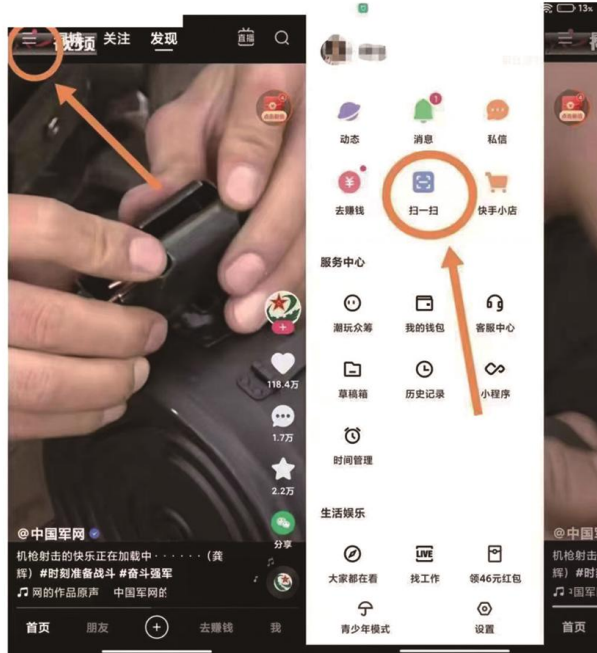 关注
发现
直播
点击翻倍
118.4万
1.7万
2.2万
分享
@中国军网
机枪射击的快乐正在加载中······（龚
辉）#时刻准备战斗 #奋斗强军
网的作品原声 中国军网的
首页
朋友
去赚钱
我
13%
动态
1
消息
私信
去赚钱
扫一扫
快手小店
服务中心
潮玩众筹
我的钱包
客服中心
草稿箱
历史记录
小程序
时间管理
生活娱乐
大家都在看
LIVE
找工作
领46元红包
青少年模式
设置
@中国
机枪射
辉）#时
国军
首页